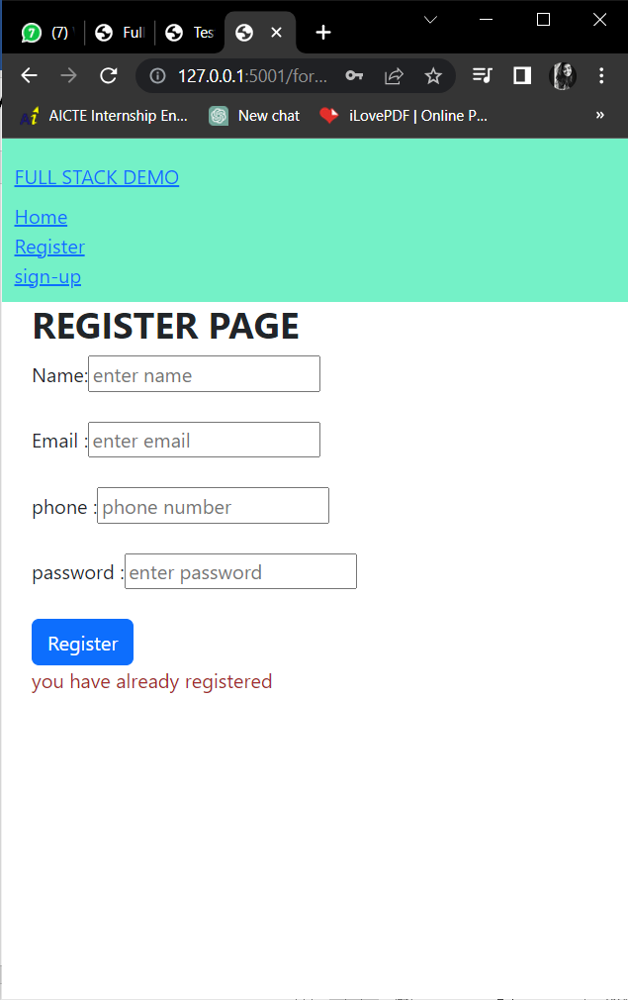 7 (7)
Ful
Tes
127.0.0.1:5001/for...
AICTE Internship En...
New chat
iLovePDF | Online P...
»
FULL STACK DEMO
Home
Register
sign-up
REGISTER PAGE
Name: enter name
Email : enter email
phone : phone number
password : enter password
Register
you have already registered